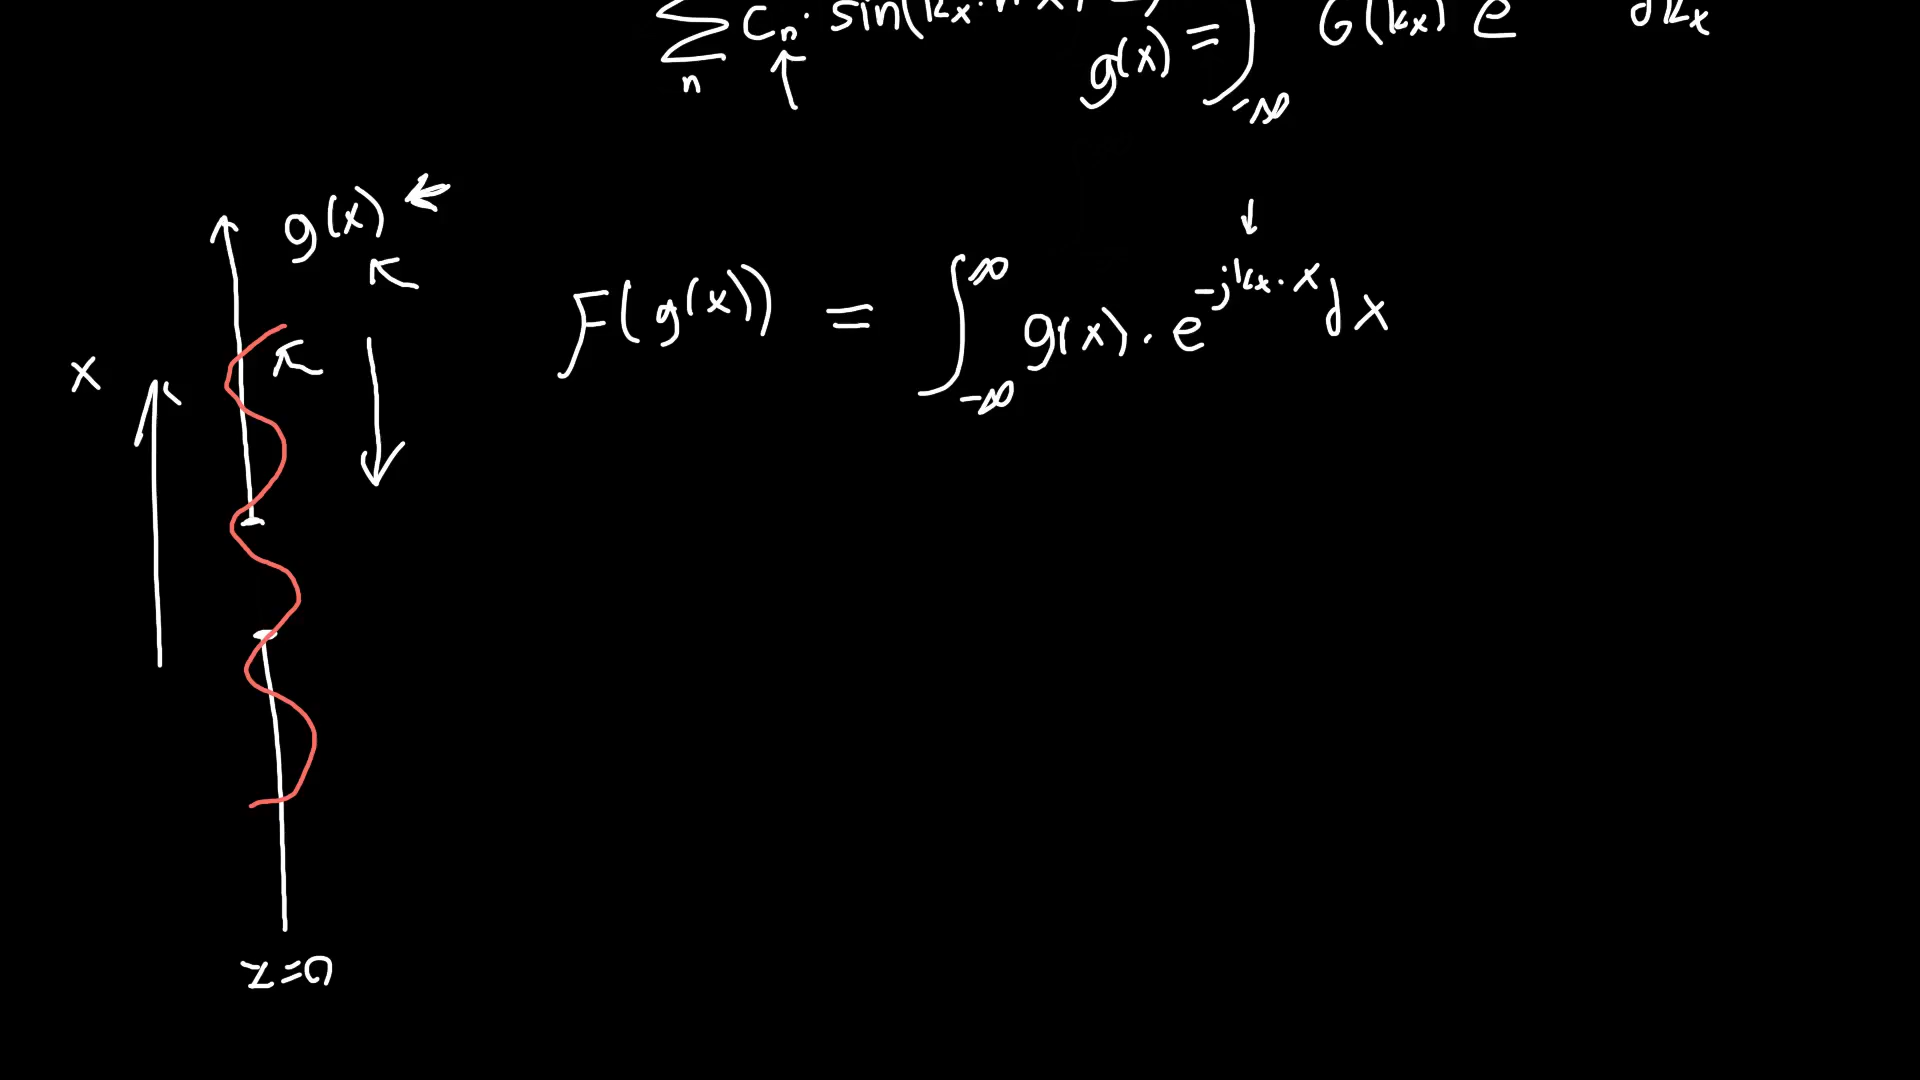 ∑ Cn · sin(kx · n x
n
g(x) = ∫ G(kx) e dkx
-∞
g(x)
F(g(x)) = ∫ g(x) · e^{-jkx · x} dx
∞
-∞
x
z=0